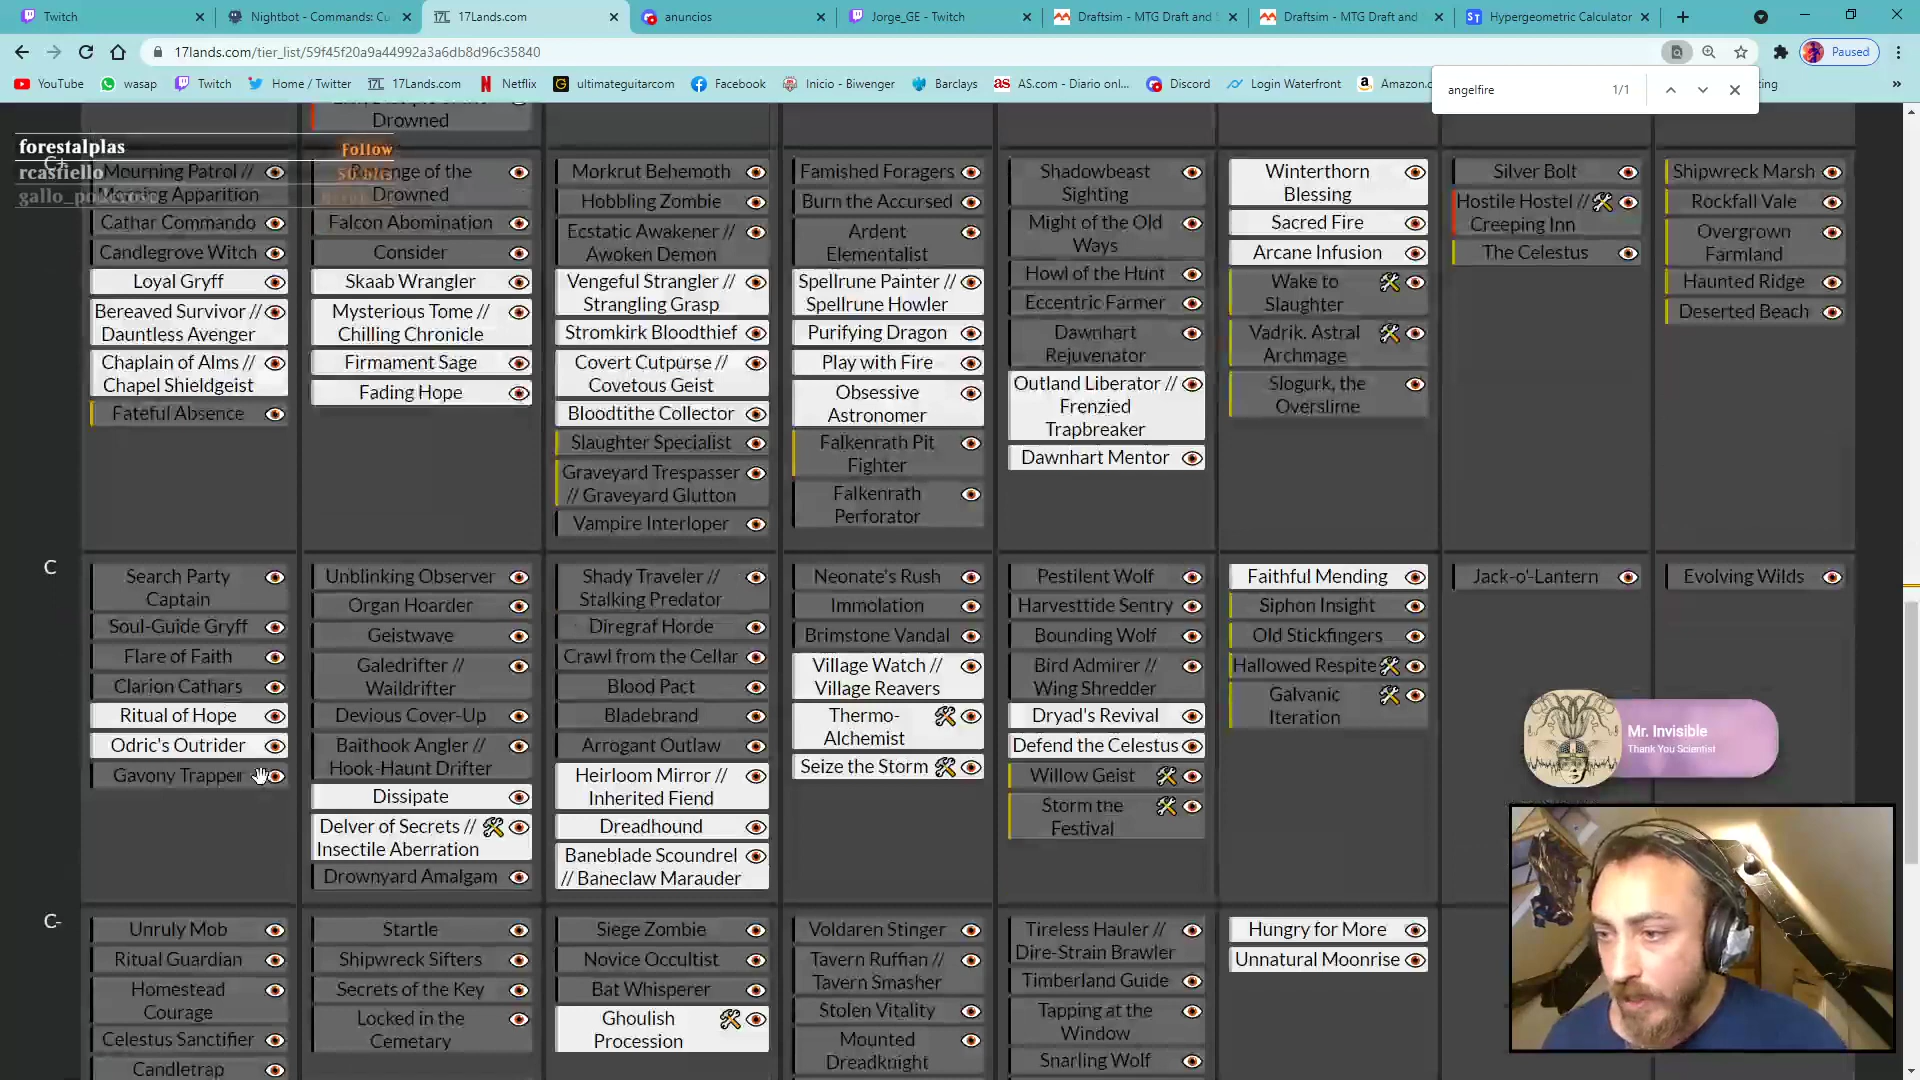 Twitch
Nightbot - Commands: Cu
17Lands.com
anuncios
Jorge_GE - Twitch
Draftsim - MTG Draft and S
Draftsim - MTG Draft and
Hypergeometric Calculator
17lands.com/tier_list/59f45f20a9a44992a3a6db8d96c35840
Paused
YouTube
wasap
Twitch
Home / Twitter
17Lands.com
Netflix
ultimateguitar.com
Facebook
Inicio - Biwenger
Barclays
AS.com - Diario onl...
Discord
Login Waterfront
angelfire
1/1
forestalplas
Follow
rcasfiello
Drowned
C+
Mourning Patrol //
Morning Apparition
Cathar Commando
Candlegrove Witch
Loyal Gryff
Bereaved Survivor //
Dauntless Avenger
Chaplain of Alms //
Chapel Shieldgeist
Fateful Absence
Revenge of the
Drowned
Falcon Abomination
Consider
Skaab Wrangler
Mysterious Tome //
Chilling Chronicle
Firmament Sage
Fading Hope
Morkrut Behemoth
Hobbling Zombie
Ecstatic Awakener //
Awoken Demon
Vengeful Strangler //
Strangling Grasp
Stromkirk Bloodthief
Covert Cutpurse //
Covetous Geist
Bloodtithe Collector
Slaughter Specialist
Graveyard Trespasser
// Graveyard Glutton
Vampire Interloper
Famished Foragers
Burn the Accursed
Ardent
Elementalist
Spellrune Painter //
Spellrune Howler
Purifying Dragon
Play with Fire
Obsessive
Astronomer
Falkenrath Pit
Fighter
Falkenrath
Perforator
Shadowbeast
Sighting
Might of the Old
Ways
Howl of the Hunt
Eccentric Farmer
Dawnhart
Rejuvenator
Outland Liberator //
Frenzied
Trapbreaker
Dawnhart Mentor
Winterthorn
Blessing
Sacred Fire
Arcane Infusion
Wake to
Slaughter
Vadrik, Astral
Archmage
Slogurk, the
Overslime
Silver Bolt
Hostile Hostel //
Creeping Inn
The Celestus
Shipwreck Marsh
Rockfall Vale
Overgrown
Farmland
Haunted Ridge
Deserted Beach
C
Search Party
Captain
Soul-Guide Gryff
Flare of Faith
Clarion Cathars
Ritual of Hope
Odric's Outrider
Gavony Trapper
Unblinking Observer
Organ Hoarder
Geistwave
Galedrifter //
Waildrifter
Devious Cover-Up
Baithook Angler //
Hook-Haunt Drifter
Dissipate
Delver of Secrets //
Insectile Aberration
Drownyard Amalgam
Shady Traveler //
Stalking Predator
Diregraf Horde
Crawl from the Cellar
Blood Pact
Bladebrand
Arrogant Outlaw
Heirloom Mirror //
Inherited Fiend
Dreadhound
Baneblade Scoundrel
// Baneclaw Marauder
Neonate's Rush
Immolation
Brimstone Vandal
Village Watch //
Village Reavers
Thermo-
Alchemist
Seize the Storm
Pestilent Wolf
Harvesttide Sentry
Bounding Wolf
Bird Admirer //
Wing Shredder
Dryad's Revival
Defend the Celestus
Willow Geist
Storm the
Festival
Faithful Mending
Siphon Insight
Old Stickfingers
Hallowed Respite
Galvanic
Iteration
Jack-o'-Lantern
Evolving Wilds
Mr. Invisible
Thank You Scientist
C-
Unruly Mob
Ritual Guardian
Homestead
Courage
Celestus Sanctifier
Candletrap
Startle
Shipwreck Sifters
Secrets of the Key
Locked in the
Cemetary
Siege Zombie
Novice Occultist
Bat Whisperer
Ghoulish
Procession
Voldaren Stinger
Tavern Ruffian //
Tavern Smasher
Stolen Vitality
Mounted
Dreadknight
Tireless Hauler //
Dire-Strain Brawler
Timberland Guide
Tapping at the
Window
Snarling Wolf
Hungry for More
Unnatural Moonrise